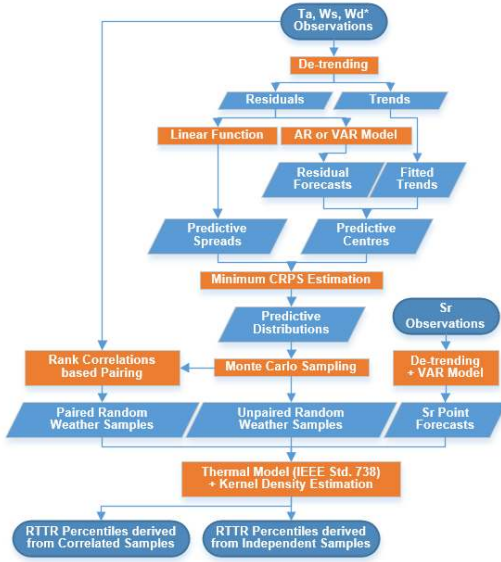 Ta, Ws, Wd*
Observations
De-trending
Residuals
Trends
Linear Function
AR or VAR Model
Residual
Forecasts
Fitted
Trends
Predictive
Spreads
Predictive
Centres
Minimum CRPS Estimation
Predictive
Distributions
Sr
Observations
Rank Correlations
based Pairing
Monte Carlo Sampling
De-trending
+ VAR Model
Paired Random
Weather Samples
Unpaired Random
Weather Samples
Sr Point
Forecasts
Thermal Model (IEEE Std. 738)
+ Kernel Density Estimation
RTTR Percentiles derived
from Correlated Samples
RTTR Percentiles derived
from Independent Samples